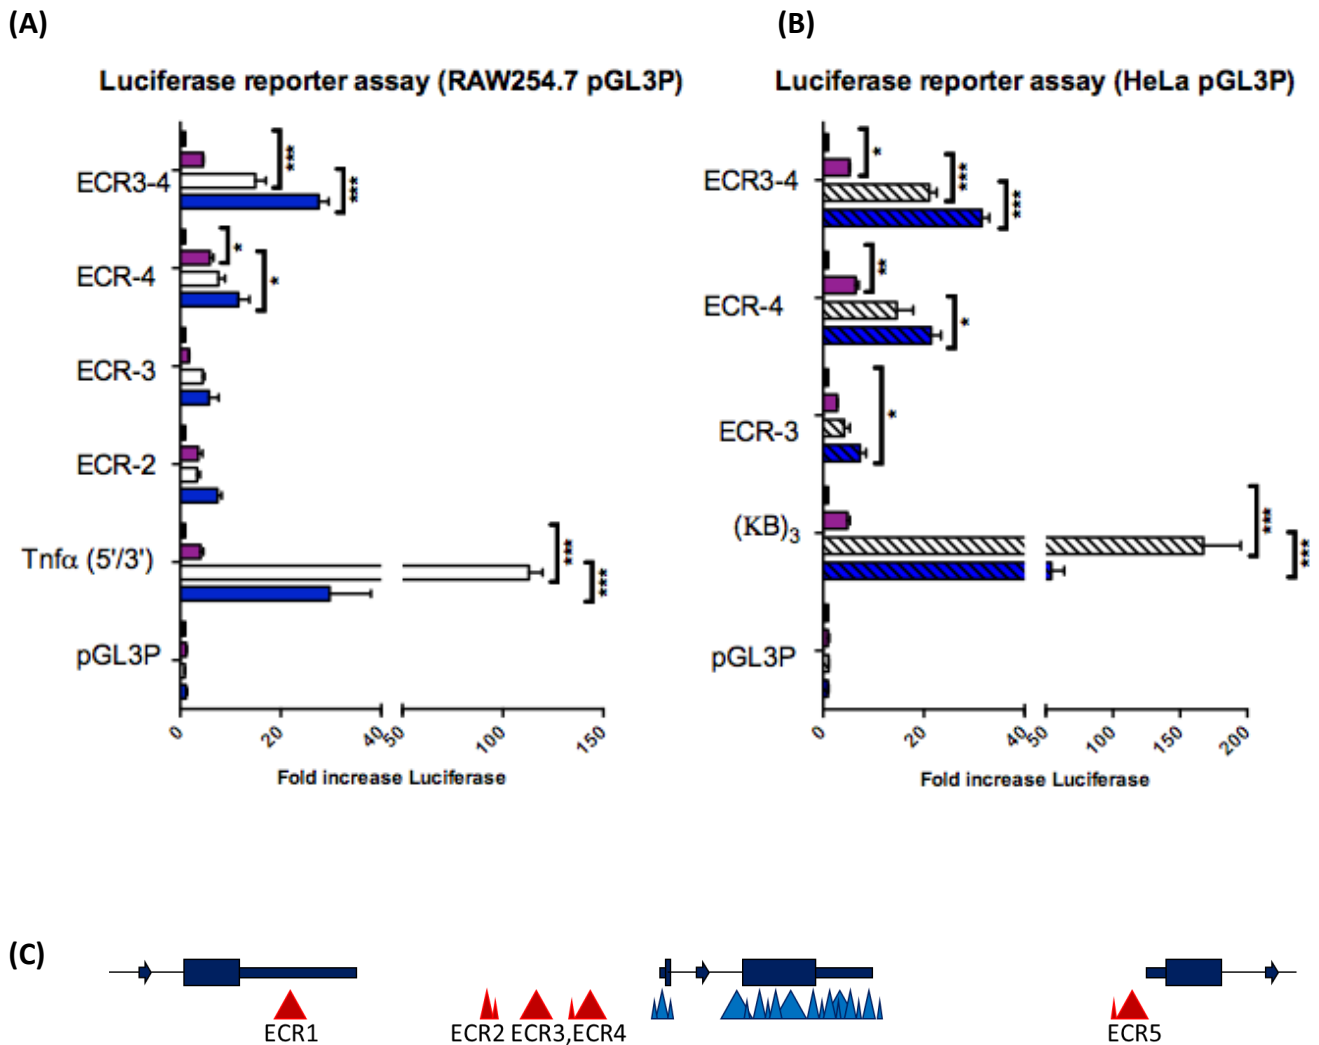 (A)
Luciferase reporter assay (RAW254.7 pGL3P)
ECR3-4
***
***
ECR-4
*
*
ECR-3
ECR-2
Tnfα (5'/3')
***
***
pGL3P
0 20 40 50 100 150
Fold increase Luciferase
(B)
Luciferase reporter assay (HeLa pGL3P)
ECR3-4
*
***
***
ECR-4
**
*
ECR-3
*
(KB)3
***
***
pGL3P
0 20 40 50 100 150 200
Fold increase Luciferase
(C)
ECR1 ECR2 ECR3,ECR4 ECR5